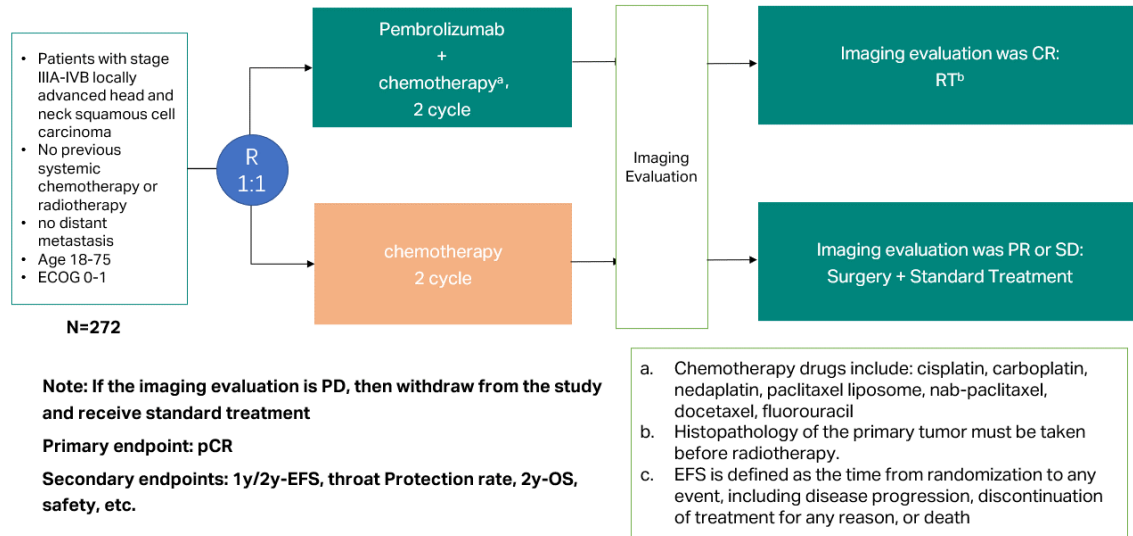 • Patients with stage
IIIA-IVB locally
advanced head and
neck squamous cell
carcinoma
• No previous
systemic
chemotherapy or
radiotherapy
• no distant
metastasis
• Age 18-75
• ECOG 0-1
N=272
R
1:1
Pembrolizumab
+
chemotherapyᵃ,
2 cycle
chemotherapy
2 cycle
Imaging
Evaluation
Imaging evaluation was CR:
RTᵇ
Imaging evaluation was PR or SD:
Surgery + Standard Treatment
Note: If the imaging evaluation is PD, then withdraw from the study
and receive standard treatment
Primary endpoint: pCR
Secondary endpoints: 1y/2y-EFS, throat Protection rate, 2y-OS,
safety, etc.
a. Chemotherapy drugs include: cisplatin, carboplatin,
nedaplatin, paclitaxel liposome, nab-paclitaxel,
docetaxel, fluorouracil
b. Histopathology of the primary tumor must be taken
before radiotherapy.
c. EFS is defined as the time from randomization to any
event, including disease progression, discontinuation
of treatment for any reason, or death